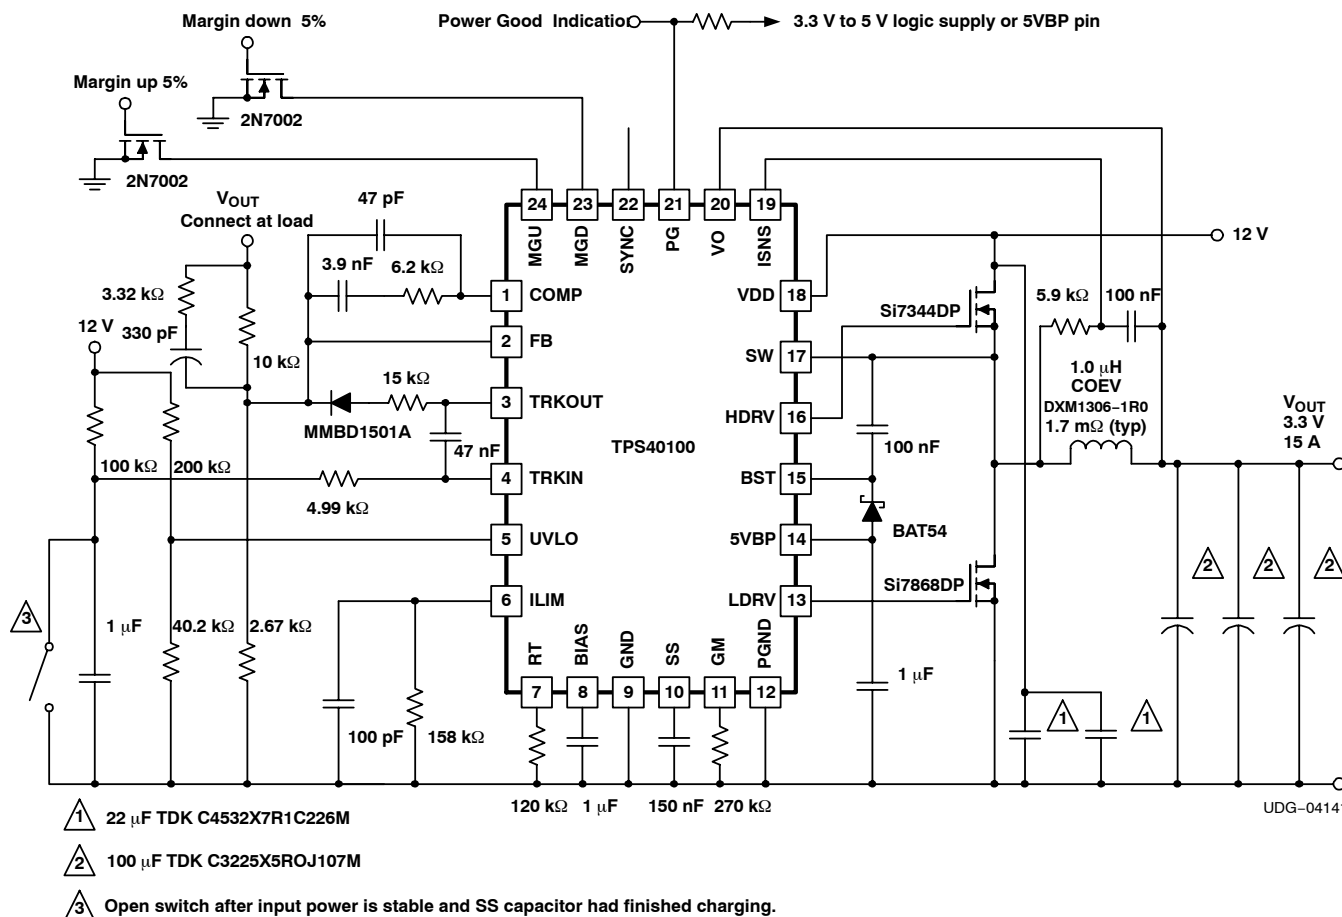 Margin down 5%
Power Good Indication
3.3 V to 5 V logic supply or 5VBP pin
Margin up 5%
2N7002
2N7002
VOUT
Connect at load
47 pF
24
23
22
21
20
19
MGU
MGD
SYNC
PG
VO
ISNS
12 V
3.9 nF
6.2 kΩ
3.32 kΩ
1
COMP
VDD
18
Si7344DP
5.9 kΩ
100 nF
12 V
330 pF
2
FB
SW
17
10 kΩ
1.0 μH
COEV
DXM1306−1R0
1.7 mΩ (typ)
15 kΩ
3
TRKOUT
HDRV
16
MMBD1501A
VOUT
3.3 V
15 A
47 nF
TPS40100
100 nF
100 kΩ
200 kΩ
4
TRKIN
BST
15
4.99 kΩ
5
UVLO
5VBP
14
BAT54
2
2
2
Si7868DP
6
ILIM
LDRV
13
3
1 μF
40.2 kΩ
2.67 kΩ
RT
BIAS
GND
SS
GM
PGND
7
8
9
10
11
12
1 μF
100 pF
158 kΩ
1
1
120 kΩ
1 μF
150 nF
270 kΩ
UDG−04141
1
22 μF TDK C4532X7R1C226M
2
100 μF TDK C3225X5ROJ107M
3
Open switch after input power is stable and SS capacitor had finished charging.